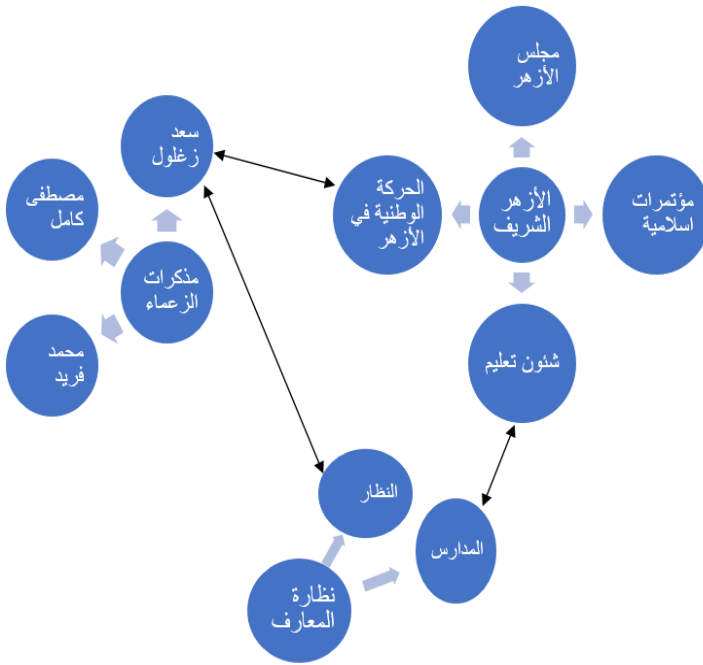 مجلس
الأزهر
سعد
زغلول
مصطفى
كامل
الحركة
الوطنية في
الأزهر
الأزهر
الشريف
مؤتمرات
اسلامية
مذكرات
الزعماء
محمد
فريد
شئون تعليم
النظار
المدارس
نظارة
المعارف